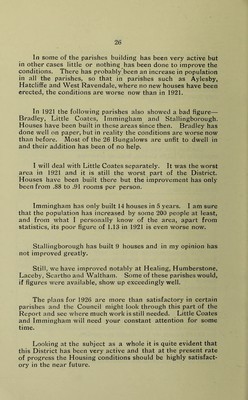 26
In some of the parishes building has been very active but
in other cases little or nothing has been done to improve the
conditions. There has probably been an increase in population
in all the parishes, so that in parishes such as Aylesby,
Hatcliffe and West Ravendale, where no new houses have been
erected, the conditions are worse now than in 1921.
In 1921 the following parishes also showed a bad figure—
Bradley, Little Coates, Immingham and Stallingborough.
Houses have been built in those areas since then. Bradley has
done well on paper, but in reality the conditions are worse now
than before. Most of the 26 Bungalows are unfit to dwell in
and their addition has been of no help.
I will deal with Little Coates separately. It was the worst
area in 1921 and it is still the worst part of the District.
Houses have been built there but the improvement has only
been from .88 to .91 rooms per person.
Immingham has only built 14 houses in 5 years. I am sure
that the population has increased by some 200 people at least,
and from what I personally know of the area, apart from
statistics, its poor figure of 1.13 in 1921 is even worse now.
Stallingborough has built 9 houses and in my opinion has
not improved greatly.
Still, we have improved notably at Healing, Humberstone,
Laceby, Scartho and Waltham. Some of these parishes would,
if figures were available, show up exceedingly well.
The plans for 1926 are more than satisfactory in certain
parishes and the Council might look through this part of the
Report and see where much work is still needed. Little Coates
and Immingham will need your constant attention for some
time.
Looking at the subject as a whole it is quite evident that
this District has been very active and that at the present rate
of progress the Housing conditions should be highly satisfact-
ory in the near future.